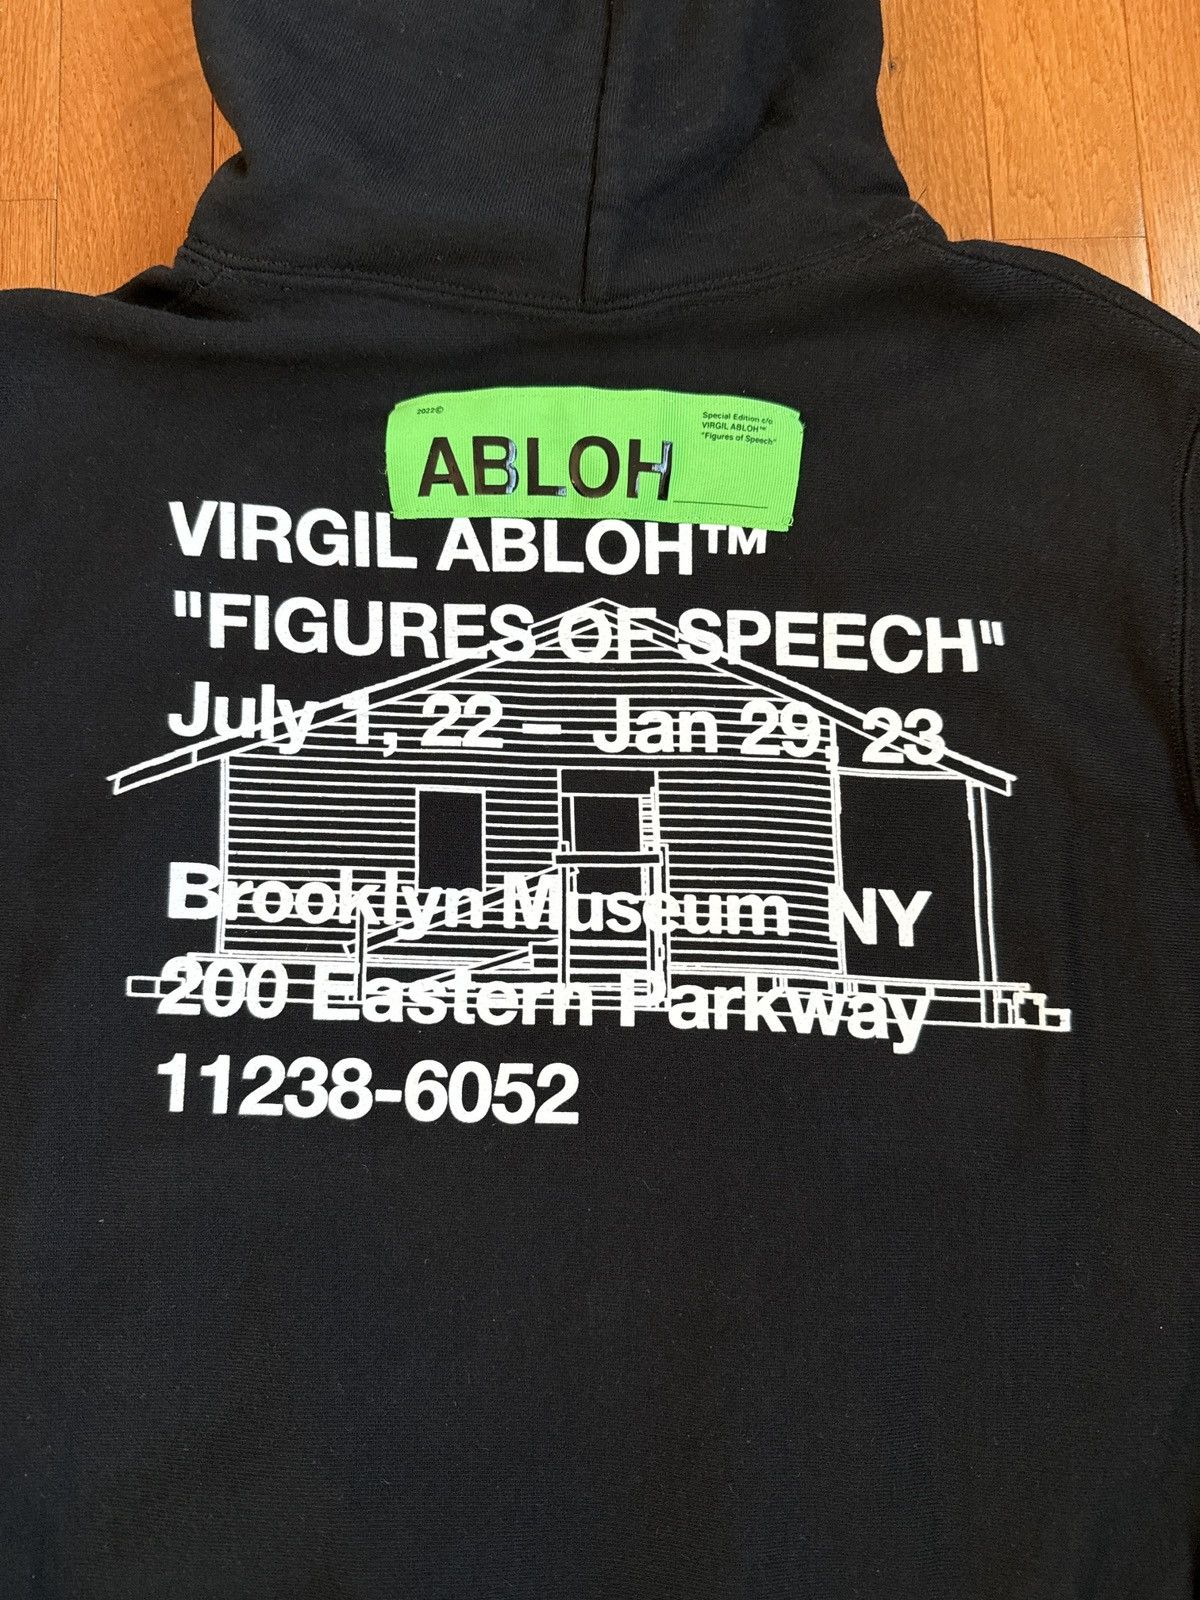 2022©
Special Edition c/o
VIRGIL ABLOH™
"Figures of Speech"
ABLOH
VIRGIL ABLOH™
"FIGURES OF SPEECH"
July 1, 22 – Jan 29, 23
Brooklyn Museum NY
200 Eastern Parkway
11238-6052